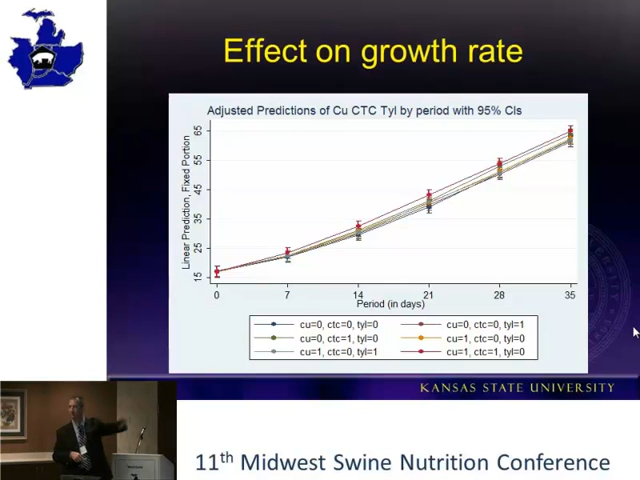 Effect on growth rate
Adjusted Predictions of Cu CTC Tyl by period with 95% CIs
Linear Prediction, Fixed Portion
65
55
45
35
25
15
0 7 14 21 28 35
Period (in days)
cu=0, ctc=0, tyl=0 cu=0, ctc=0, tyl=1
cu=0, ctc=1, tyl=0 cu=1, ctc=0, tyl=0
cu=1, ctc=0, tyl=1 cu=1, ctc=1, tyl=0
KANSAS STATE UNIVERSITY
11th Midwest Swine Nutrition Conference